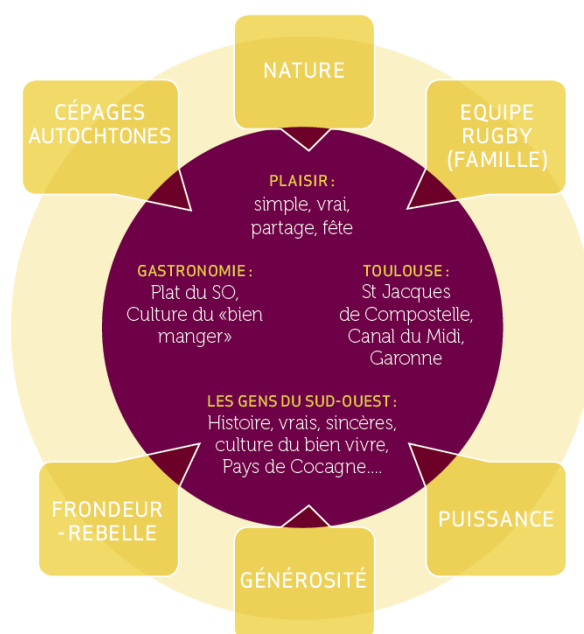 NATURE
CÉPAGES
AUTOCHTONES
EQUIPE
RUGBY
(FAMILLE)
PLAISIR :
simple, vrai,
partage, fête
GASTRONOMIE :
Plat du SO,
Culture du «bien
manger»
TOULOUSE :
St Jacques
de Compostelle,
Canal du Midi,
Garonne
LES GENS DU SUD-OUEST :
Histoire, vrais, sincères,
culture du bien vivre,
Pays de Cocagne....
FRONDEUR
-REBELLE
GÉNÉROSITÉ
PUISSANCE